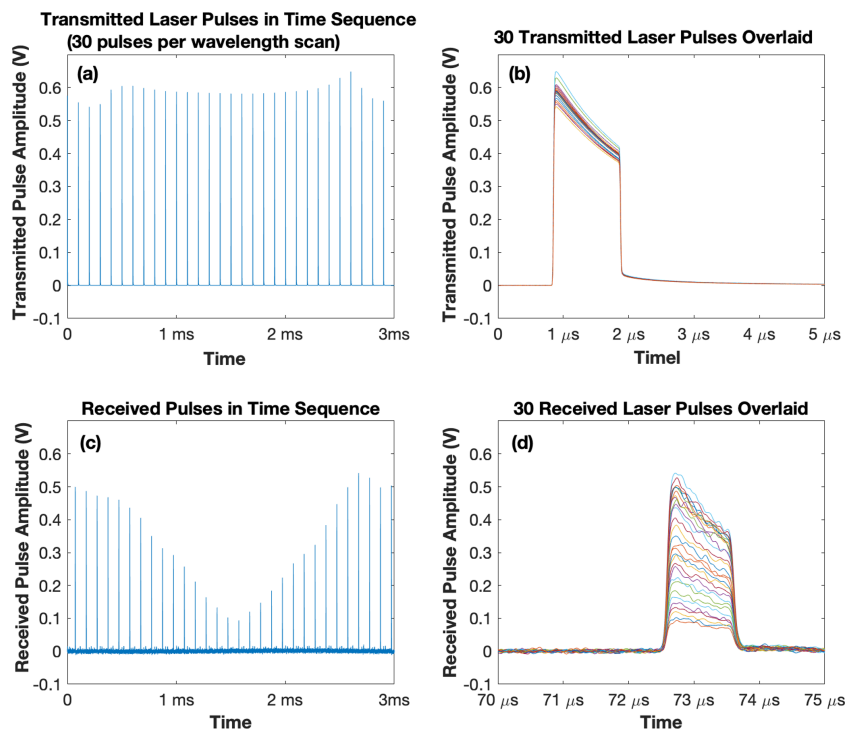 Transmitted Laser Pulses in Time Sequence
(30 pulses per wavelength scan)
(a)
Transmitted Pulse Amplitude (V)
0.6
0.5
0.4
0.3
0.2
0.1
0
-0.1
0
1 ms
2 ms
3ms
Time
30 Transmitted Laser Pulses Overlaid
(b)
Transmitted Pulse Amplitude (V)
0.6
0.5
0.4
0.3
0.2
0.1
0
-0.1
0
1 μs
2 μs
3 μs
4 μs
5 μs
Timel
Received Pulses in Time Sequence
(c)
Received Pulse Amplitude (V)
0.6
0.5
0.4
0.3
0.2
0.1
0
-0.1
0
1 ms
2 ms
3ms
Time
30 Received Laser Pulses Overlaid
(d)
Received Pulse Amplitude (V)
0.6
0.5
0.4
0.3
0.2
0.1
0
-0.1
70 μs
71 μs
72 μs
73 μs
74 μs
75 μs
Time